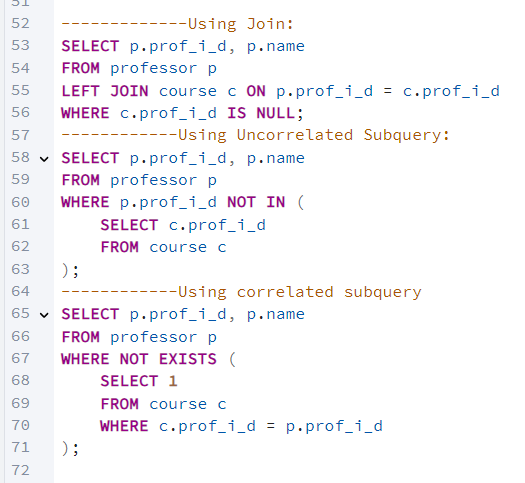 51
52 -------------Using Join:
53 SELECT p.prof_i_d, p.name
54 FROM professor p
55 LEFT JOIN course c ON p.prof_i_d = c.prof_i_d
56 WHERE c.prof_i_d IS NULL;
57 ------------Using Uncorrelated Subquery:
58 SELECT p.prof_i_d, p.name
59 FROM professor p
60 WHERE p.prof_i_d NOT IN (
61     SELECT c.prof_i_d
62     FROM course c
63 );
64 ------------Using correlated subquery
65 SELECT p.prof_i_d, p.name
66 FROM professor p
67 WHERE NOT EXISTS (
68     SELECT 1
69     FROM course c
70     WHERE c.prof_i_d = p.prof_i_d
71 );
72